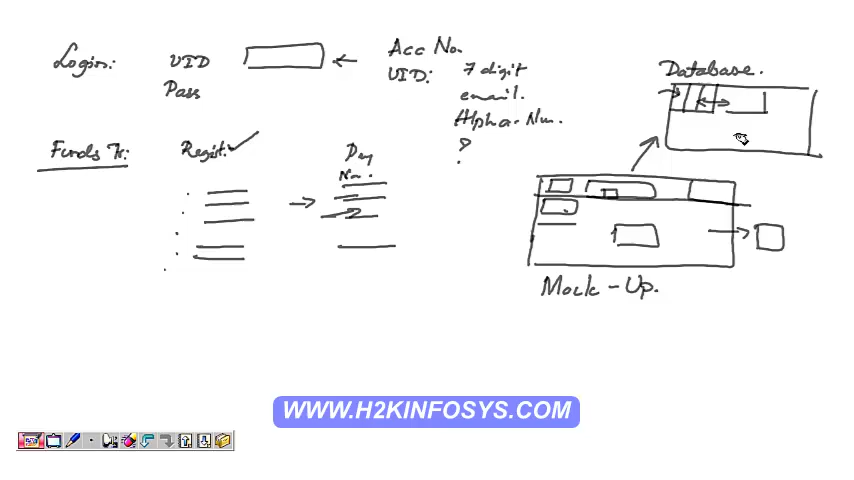 Login:
UID
Pass
Acc No.
UID: 7 digit
email.
Alpha-Num.
?
Database.
Funds Tr:
Regist:
No.
Mock-Up.
WWW.H2KINFOSYS.COM